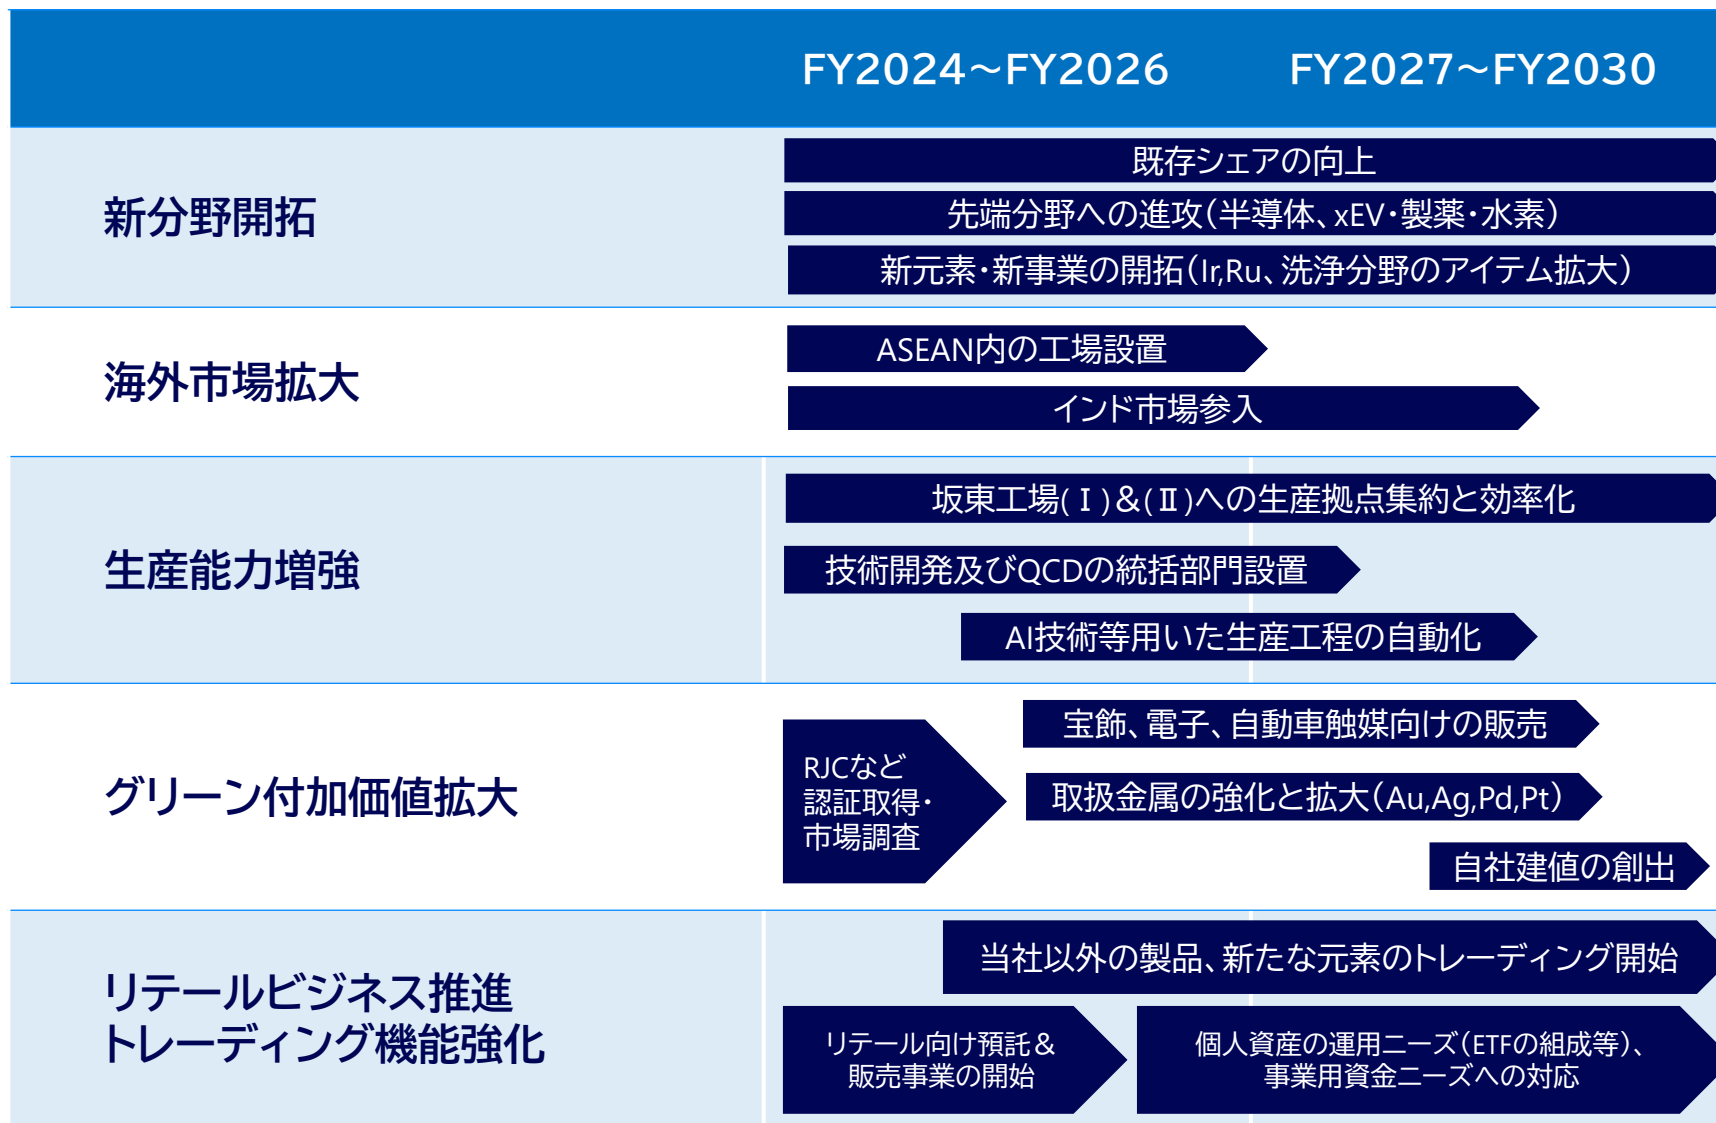 FY2024～FY2026
FY2027～FY2030
新分野開拓
既存シェアの向上
先端分野への進攻（半導体、xEV・製薬・水素）
新元素・新事業の開拓（Ir,Ru、洗浄分野のアイテム拡大）
海外市場拡大
ASEAN内の工場設置
インド市場参入
生産能力増強
坂東工場(Ⅰ)＆(Ⅱ)への生産拠点集約と効率化
技術開発及びQCDの統括部門設置
AI技術等用いた生産工程の自動化
グリーン付加価値拡大
RJCなど
認証取得・
市場調査
宝飾、電子、自動車触媒向けの販売
取扱金属の強化と拡大（Au,Ag,Pd,Pt）
自社建値の創出
リテールビジネス推進
トレーディング機能強化
当社以外の製品、新たな元素のトレーディング開始
リテール向け預託＆
販売事業の開始
個人資産の運用ニーズ（ETFの組成等）、
事業用資金ニーズへの対応